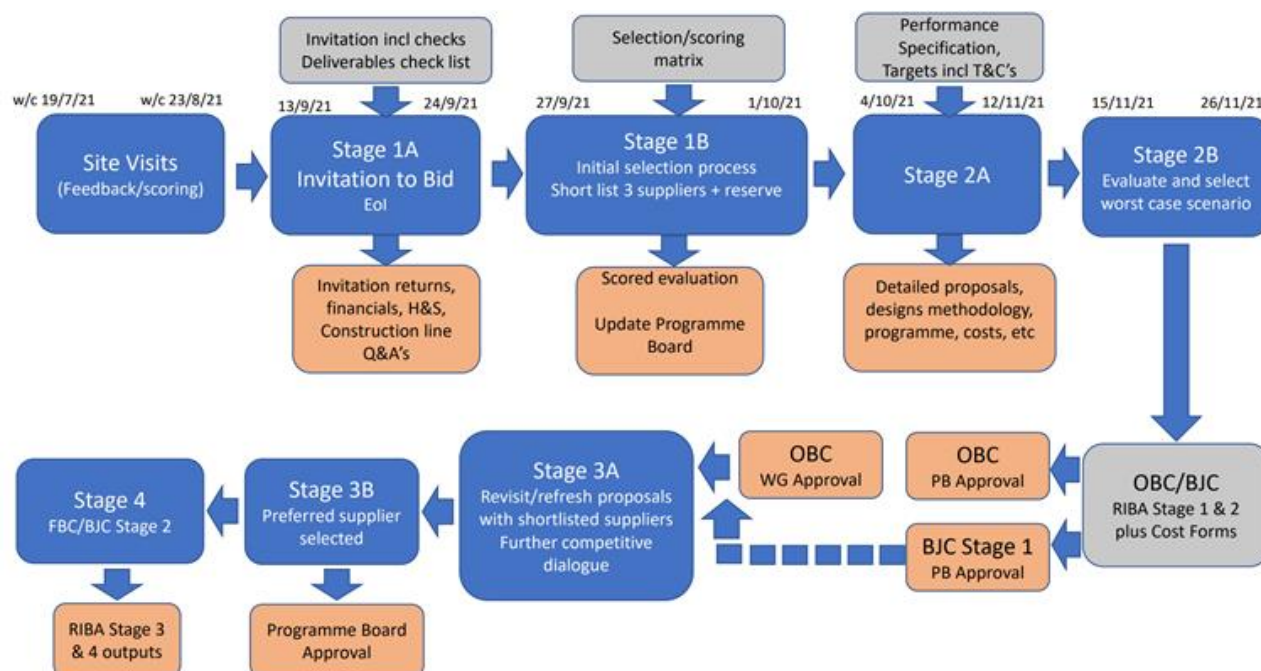 Invitation incl checks
Deliverables check list
Selection/scoring
matrix
Performance
Specification,
Targets incl T&C's
w/c 19/7/21
w/c 23/8/21
13/9/21
24/9/21
27/9/21
1/10/21
4/10/21
12/11/21
15/11/21
26/11/21
Site Visits
(Feedback/scoring)
Stage 1A
Invitation to Bid
EoI
Stage 1B
Initial selection process
Short list 3 suppliers + reserve
Stage 2A
Stage 2B
Evaluate and select
worst case scenario
Invitation returns,
financials, H&S,
Construction line
Q&A's
Scored evaluation
Update Programme
Board
Detailed proposals,
designs methodology,
programme, costs, etc
Stage 4
FBC/BJC Stage 2
Stage 3B
Preferred supplier
selected
Stage 3A
Revisit/refresh proposals
with shortlisted suppliers
Further competitive
dialogue
OBC
WG Approval
OBC
PB Approval
BJC Stage 1
PB Approval
OBC/BJC
RIBA Stage 1 & 2
plus Cost Forms
RIBA Stage 3
& 4 outputs
Programme Board
Approval